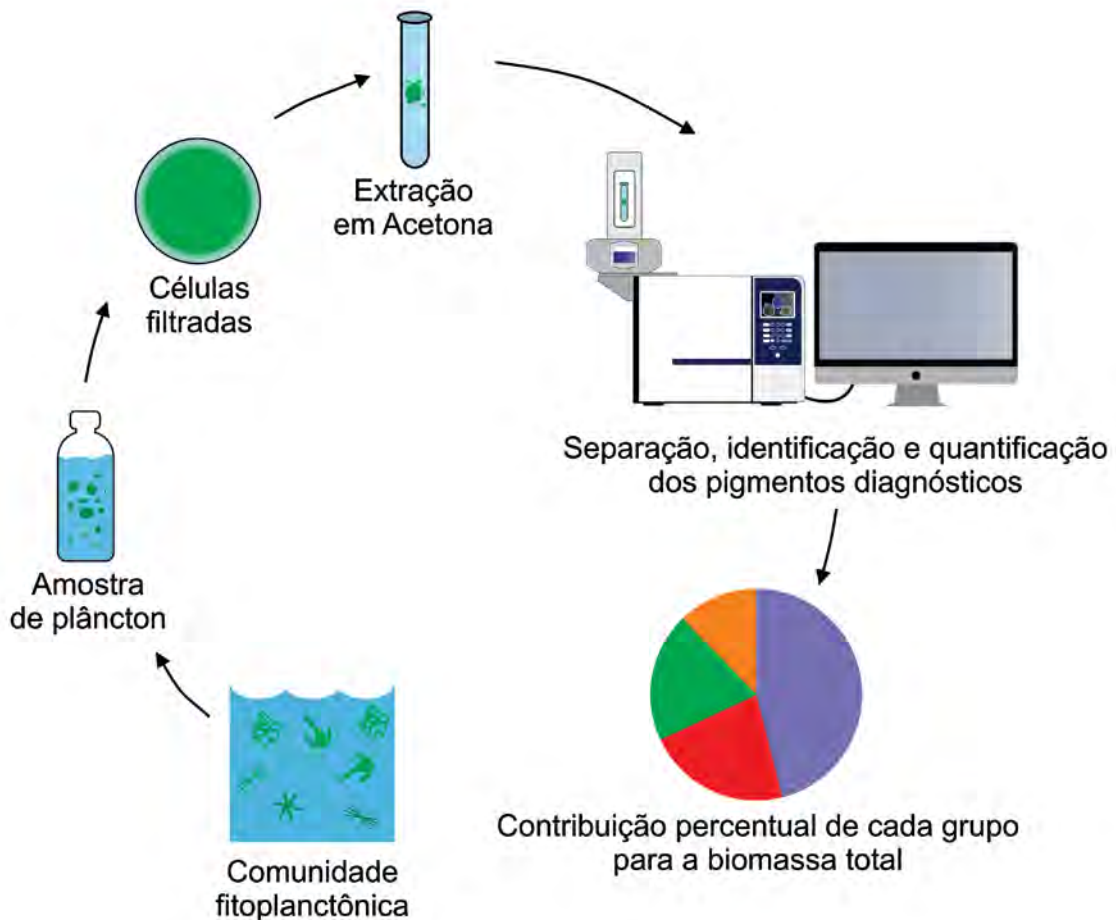 Comunidade
fitoplanctônica
Amostra
de plâncton
Células
filtradas
Extração
em Acetona
Separação, identificação e quantificação
dos pigmentos diagnósticos
Contribuição percentual de cada grupo
para a biomassa total